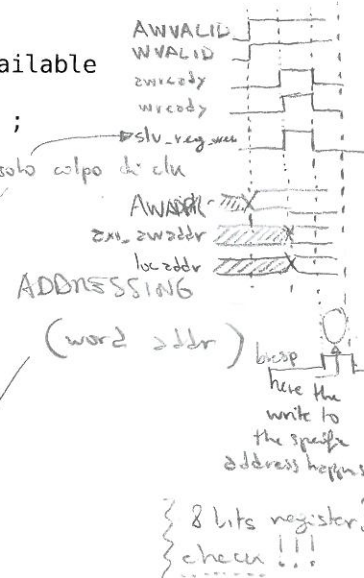 AWVALID
WVALID
ailable
awready
wready
;
slv_reg_wren
solo colpo di clk
AWADDR
axi_awaddr
loc addr
ADDRESSING
(word addr)
bresp
here the
write to
the specific
address happens
8 bits register,
check !!!